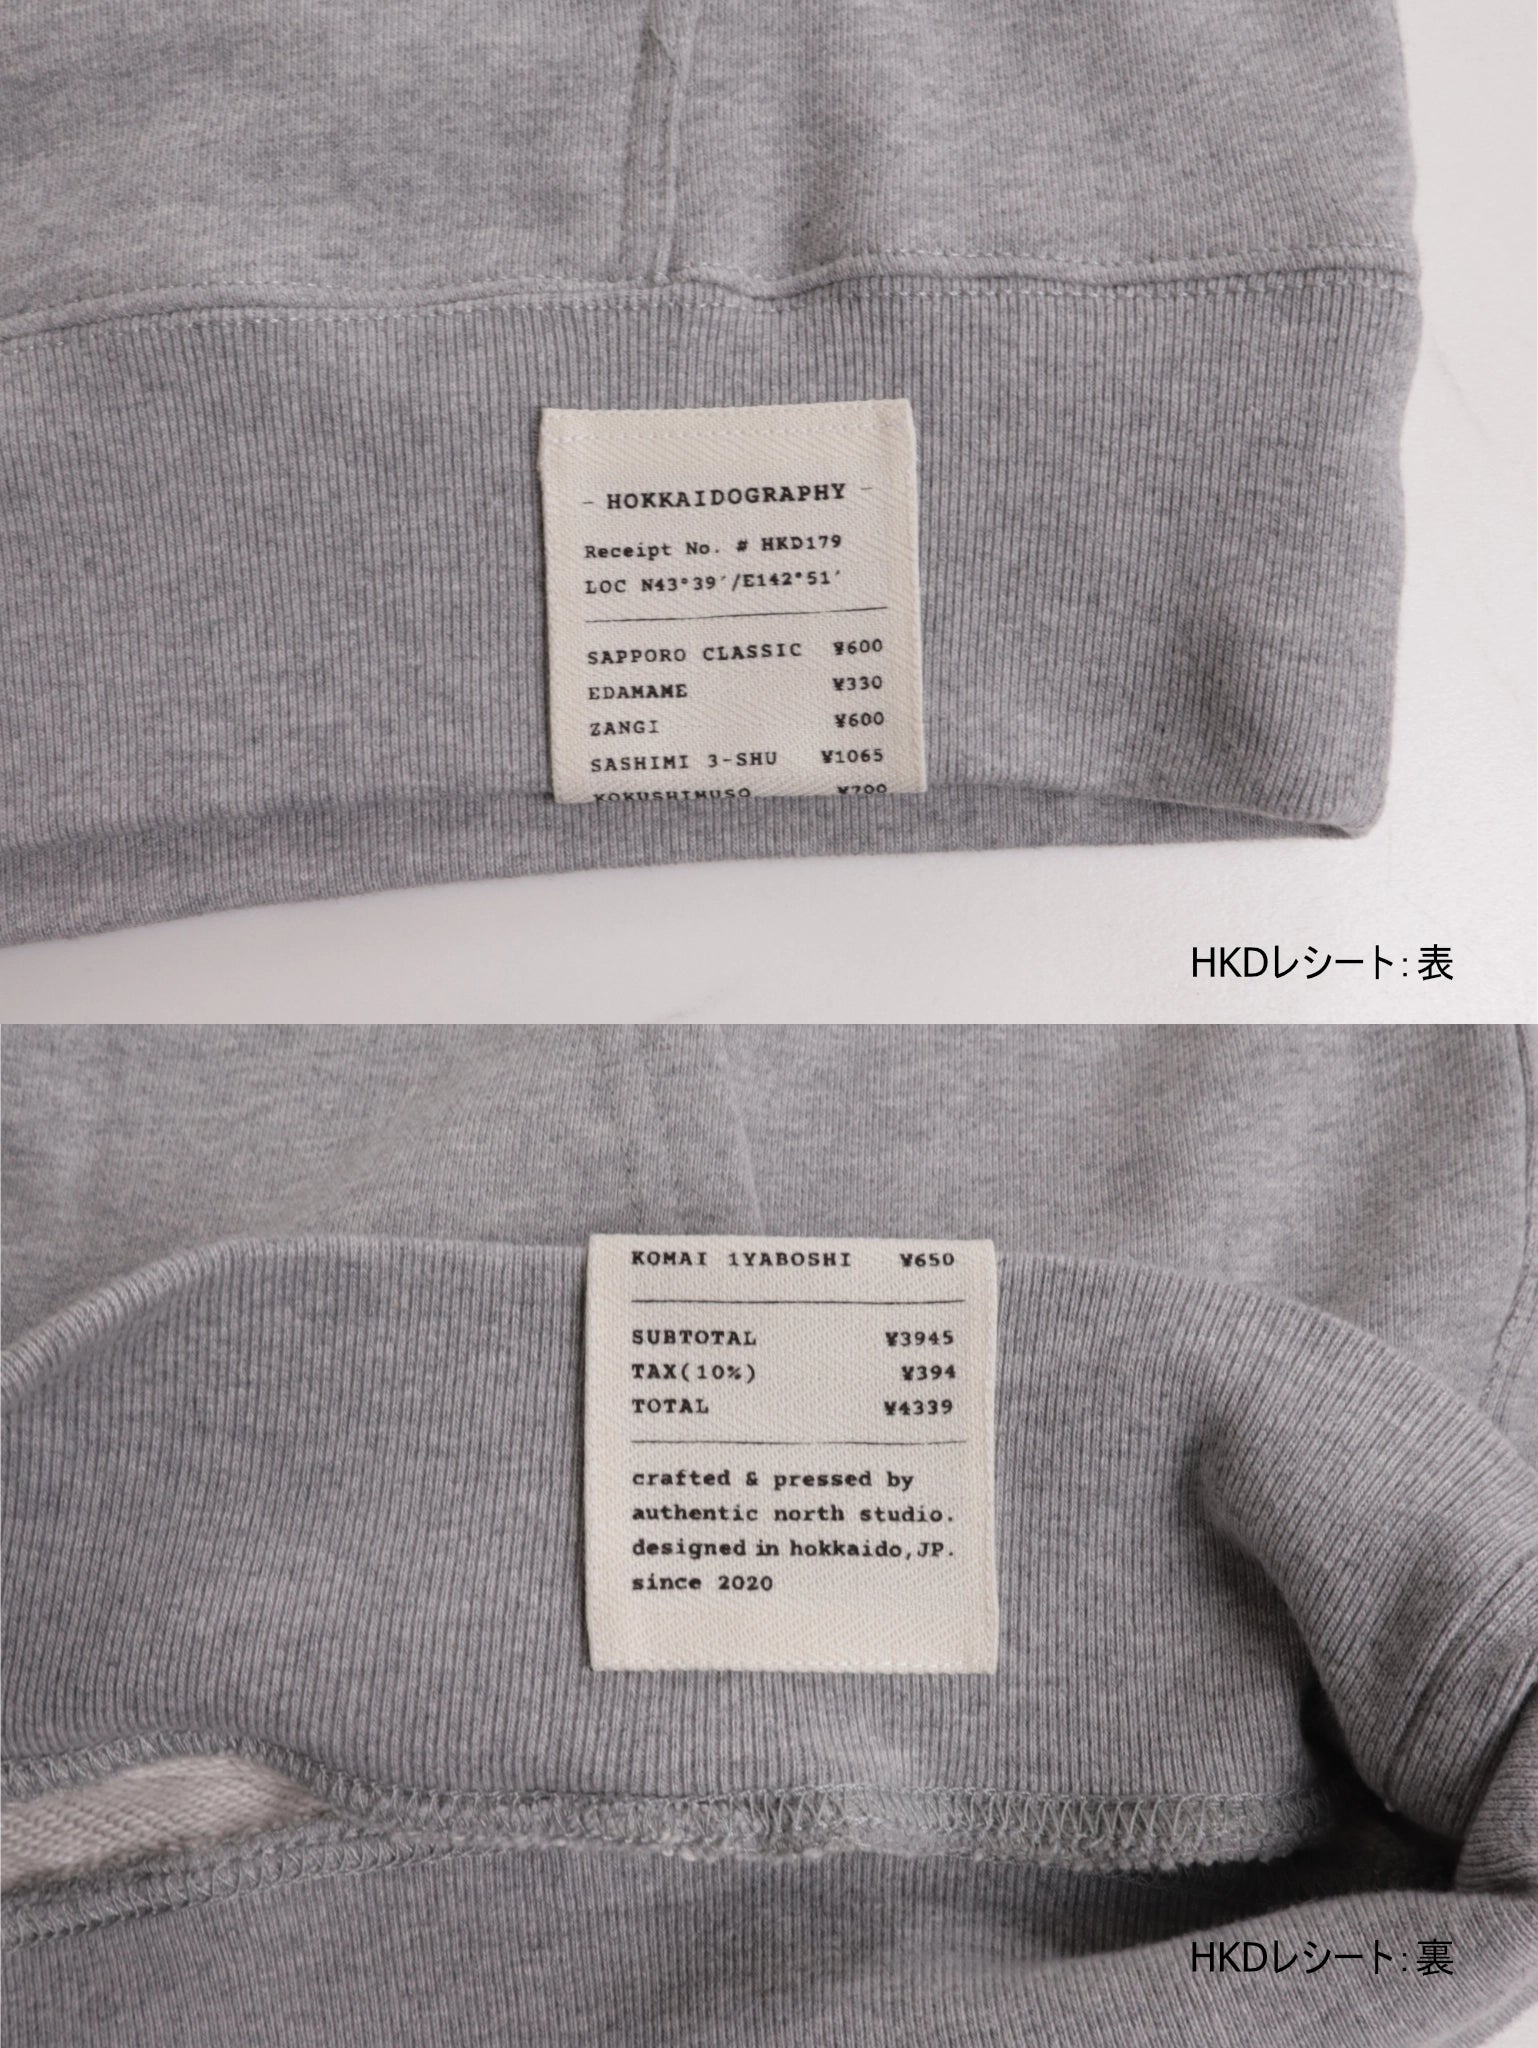 - HOKKAIDOGRAPHY -
Receipt No. # HKD179
LOC N43°39′/E142°51′
SAPPORO CLASSIC ¥600
EDAMAME ¥330
ZANGI ¥600
SASHIMI 3-SHU ¥1065
KOKUSHIMUSO ¥700
HKDレシート：表
KOMAI 1YABOSHI ¥650
SUBTOTAL ¥3945
TAX(10%) ¥394
TOTAL ¥4339
crafted & pressed by
authentic north studio.
designed in hokkaido,JP.
since 2020
HKDレシート：裏